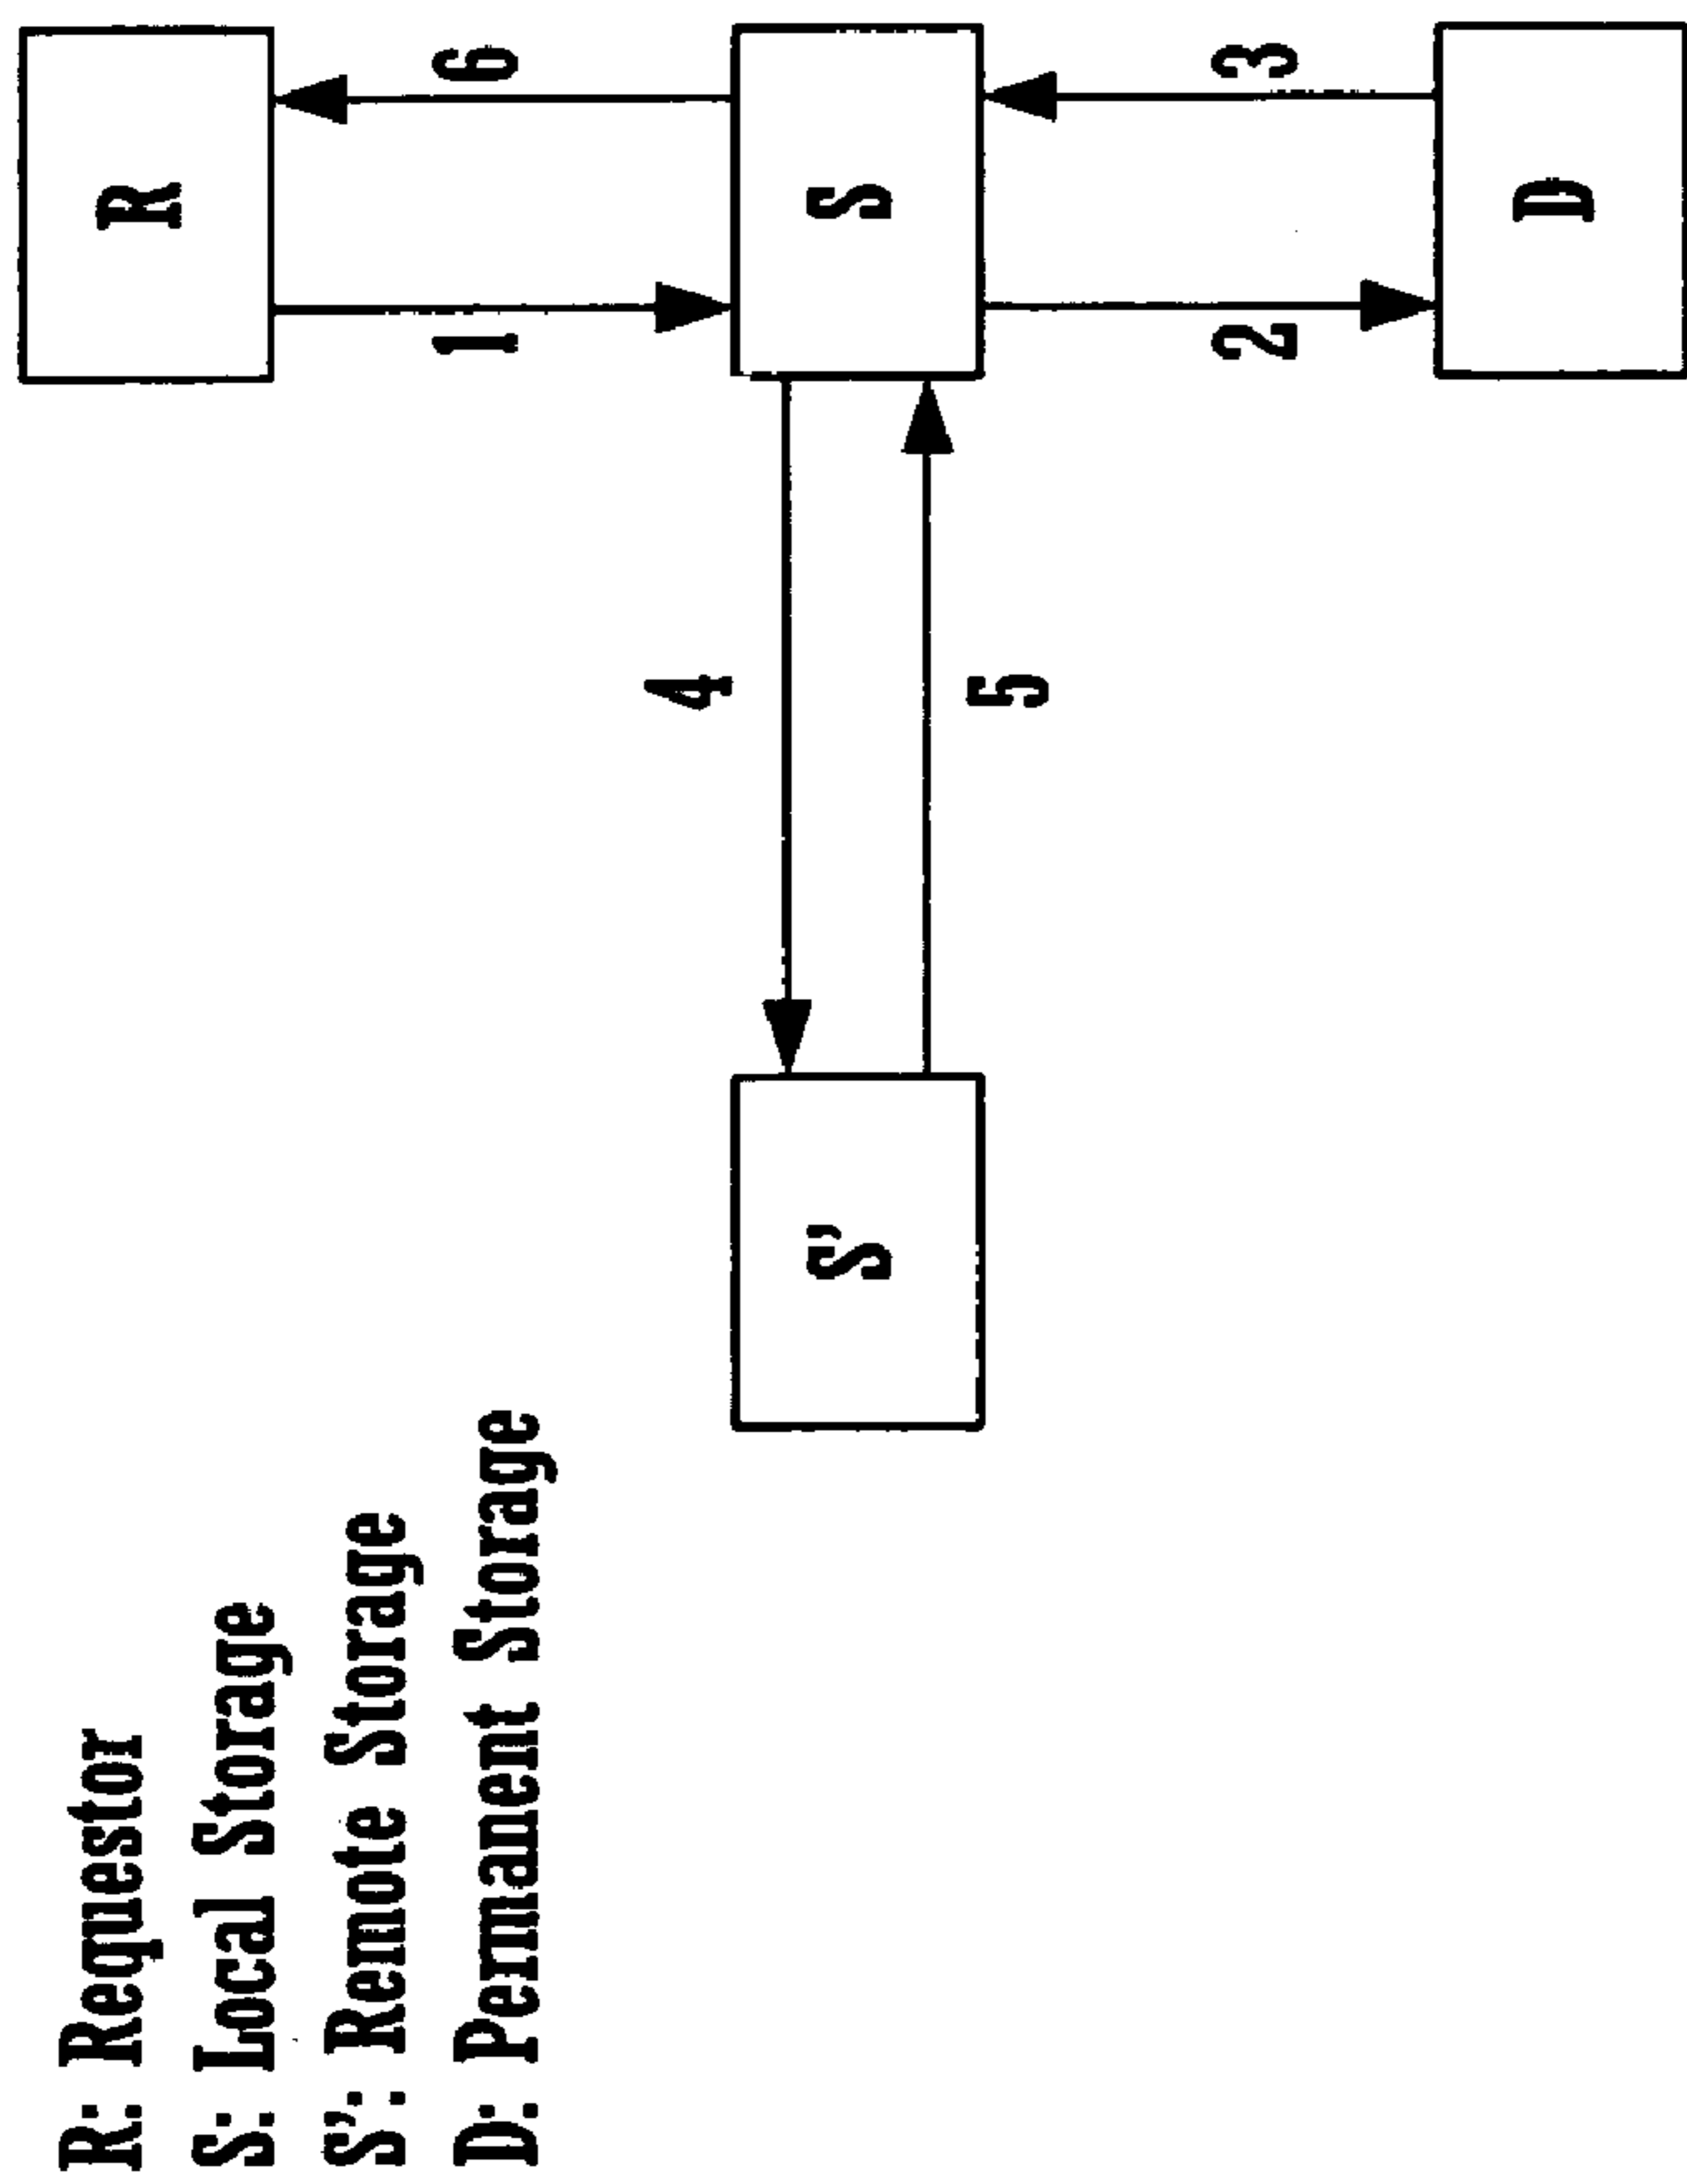 R: Requestor
S: Local Storage
S': Remote Storage
D: Permanent Storage
S'
4
5
R
1
6
S
2
3
D